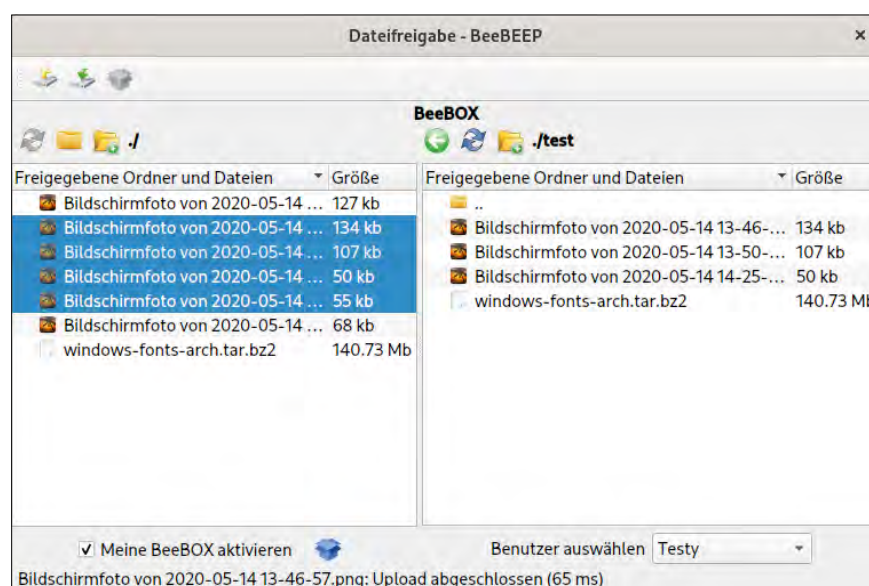 Dateifreigabe - BeeBEEP
×
BeeBOX
./
./test
Freigegebene Ordner und Dateien Größe
Bildschirmfoto von 2020-05-14 ... 127 kb
Bildschirmfoto von 2020-05-14 ... 134 kb
Bildschirmfoto von 2020-05-14 ... 107 kb
Bildschirmfoto von 2020-05-14 ... 50 kb
Bildschirmfoto von 2020-05-14 ... 55 kb
Bildschirmfoto von 2020-05-14 ... 68 kb
windows-fonts-arch.tar.bz2 140.73 Mb
Freigegebene Ordner und Dateien Größe
..
Bildschirmfoto von 2020-05-14 13-46-... 134 kb
Bildschirmfoto von 2020-05-14 13-50-... 107 kb
Bildschirmfoto von 2020-05-14 14-25-... 50 kb
windows-fonts-arch.tar.bz2 140.73 Mb
Meine BeeBOX aktivieren
Benutzer auswählen Testy
Bildschirmfoto von 2020-05-14 13-46-57.png: Upload abgeschlossen (65 ms)